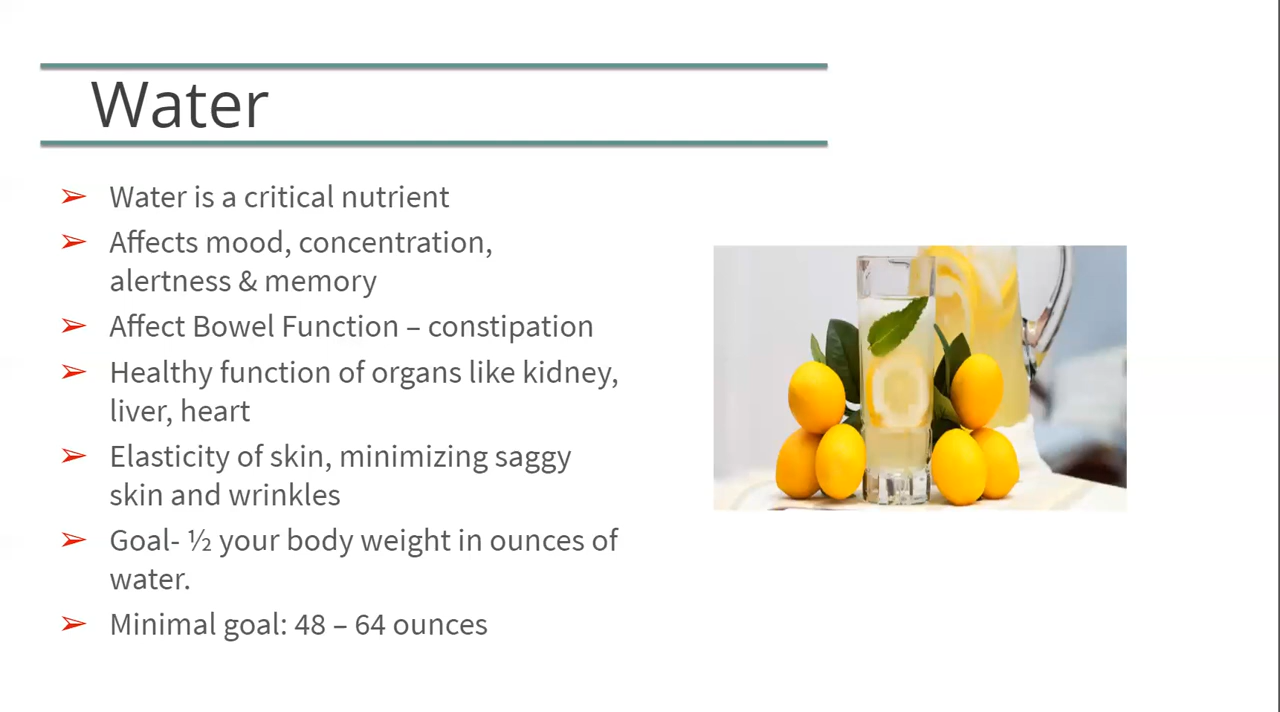 Water
➢ Water is a critical nutrient
➢ Affects mood, concentration,
alertness & memory
➢ Affect Bowel Function – constipation
➢ Healthy function of organs like kidney,
liver, heart
➢ Elasticity of skin, minimizing saggy
skin and wrinkles
➢ Goal- ½ your body weight in ounces of
water.
➢ Minimal goal: 48 – 64 ounces